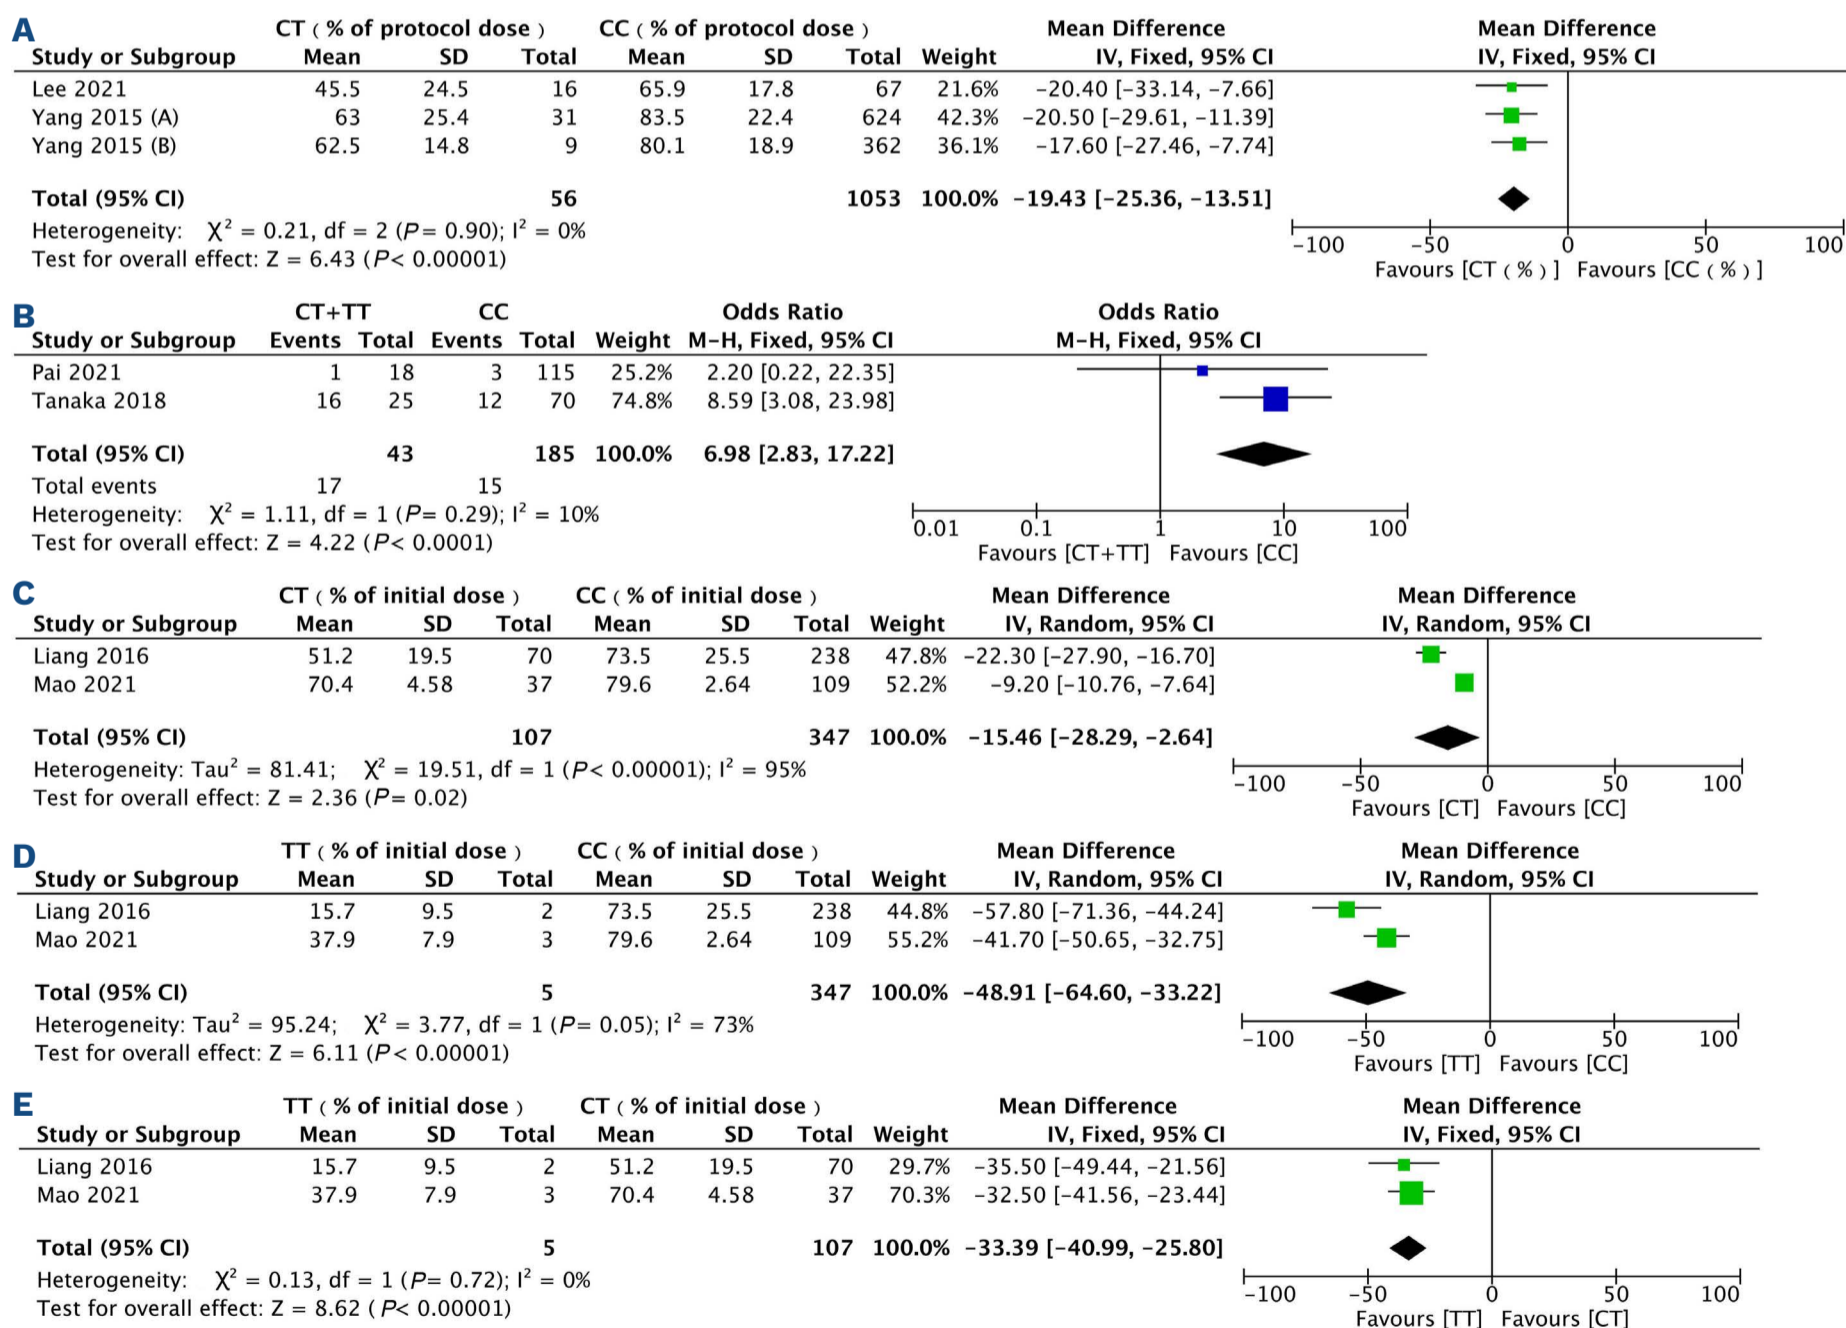 A
CT ( % of protocol dose ) CC ( % of protocol dose ) Mean Difference Mean Difference
Study or Subgroup Mean SD Total Mean SD Total Weight IV, Fixed, 95% CI IV, Fixed, 95% CI
Lee 2021 45.5 24.5 16 65.9 17.8 67 21.6% −20.40 [−33.14, −7.66]
Yang 2015 (A) 63 25.4 31 83.5 22.4 624 42.3% −20.50 [−29.61, −11.39]
Yang 2015 (B) 62.5 14.8 9 80.1 18.9 362 36.1% −17.60 [−27.46, −7.74]
Total (95% CI) 56 1053 100.0% −19.43 [−25.36, −13.51]
Heterogeneity: χ² = 0.21, df = 2 (P= 0.90); I² = 0%
Test for overall effect: Z = 6.43 (P< 0.00001)
−100 −50 0 50 100
Favours [CT ( % ) ] Favours [CC ( % ) ]
B
CT+TT CC Odds Ratio Odds Ratio
Study or Subgroup Events Total Events Total Weight M−H, Fixed, 95% CI M−H, Fixed, 95% CI
Pai 2021 1 18 3 115 25.2% 2.20 [0.22, 22.35]
Tanaka 2018 16 25 12 70 74.8% 8.59 [3.08, 23.98]
Total (95% CI) 43 185 100.0% 6.98 [2.83, 17.22]
Total events 17 15
Heterogeneity: χ² = 1.11, df = 1 (P= 0.29); I² = 10%
Test for overall effect: Z = 4.22 (P< 0.0001)
0.01 0.1 1 10 100
Favours [CT+TT] Favours [CC]
C
CT ( % of initial dose ) CC ( % of initial dose ) Mean Difference Mean Difference
Study or Subgroup Mean SD Total Mean SD Total Weight IV, Random, 95% CI IV, Random, 95% CI
Liang 2016 51.2 19.5 70 73.5 25.5 238 47.8% −22.30 [−27.90, −16.70]
Mao 2021 70.4 4.58 37 79.6 2.64 109 52.2% −9.20 [−10.76, −7.64]
Total (95% CI) 107 347 100.0% −15.46 [−28.29, −2.64]
Heterogeneity: Tau² = 81.41; χ² = 19.51, df = 1 (P< 0.00001); I² = 95%
Test for overall effect: Z = 2.36 (P= 0.02)
−100 −50 0 50 100
Favours [CT] Favours [CC]
D
TT ( % of initial dose ) CC ( % of initial dose ) Mean Difference Mean Difference
Study or Subgroup Mean SD Total Mean SD Total Weight IV, Random, 95% CI IV, Random, 95% CI
Liang 2016 15.7 9.5 2 73.5 25.5 238 44.8% −57.80 [−71.36, −44.24]
Mao 2021 37.9 7.9 3 79.6 2.64 109 55.2% −41.70 [−50.65, −32.75]
Total (95% CI) 5 347 100.0% −48.91 [−64.60, −33.22]
Heterogeneity: Tau² = 95.24; χ² = 3.77, df = 1 (P= 0.05); I² = 73%
Test for overall effect: Z = 6.11 (P< 0.00001)
−100 −50 0 50 100
Favours [TT] Favours [CC]
E
TT ( % of initial dose ) CT ( % of initial dose ) Mean Difference Mean Difference
Study or Subgroup Mean SD Total Mean SD Total Weight IV, Fixed, 95% CI IV, Fixed, 95% CI
Liang 2016 15.7 9.5 2 51.2 19.5 70 29.7% −35.50 [−49.44, −21.56]
Mao 2021 37.9 7.9 3 70.4 4.58 37 70.3% −32.50 [−41.56, −23.44]
Total (95% CI) 5 107 100.0% −33.39 [−40.99, −25.80]
Heterogeneity: χ² = 0.13, df = 1 (P= 0.72); I² = 0%
Test for overall effect: Z = 8.62 (P< 0.00001)
−100 −50 0 50 100
Favours [TT] Favours [CT]